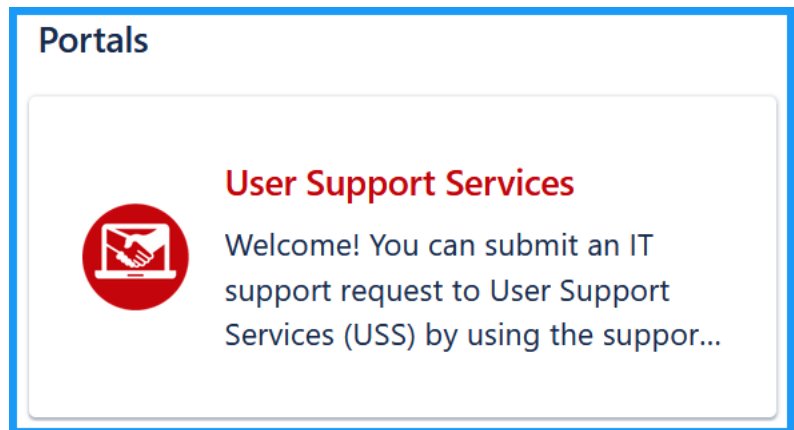 Portals
User Support Services
Welcome! You can submit an IT
support request to User Support
Services (USS) by using the suppor...